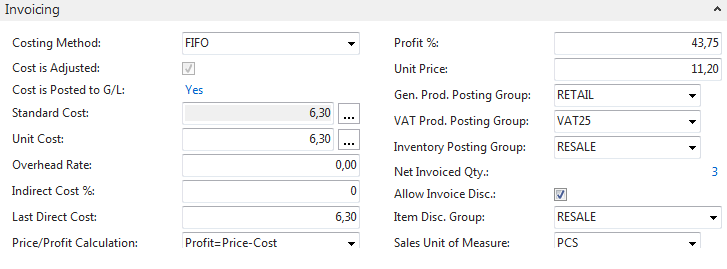 Invoicing
Costing Method: FIFO
Cost is Adjusted:
Cost is Posted to G/L: Yes
Standard Cost: 6,30 ...
Unit Cost: 6,30 ...
Overhead Rate: 0,00
Indirect Cost %: 0
Last Direct Cost: 6,30
Price/Profit Calculation: Profit=Price-Cost
Profit %: 43,75
Unit Price: 11,20
Gen. Prod. Posting Group: RETAIL
VAT Prod. Posting Group: VAT25
Inventory Posting Group: RESALE
Net Invoiced Qty.: 3
Allow Invoice Disc.:
Item Disc. Group: RESALE
Sales Unit of Measure: PCS